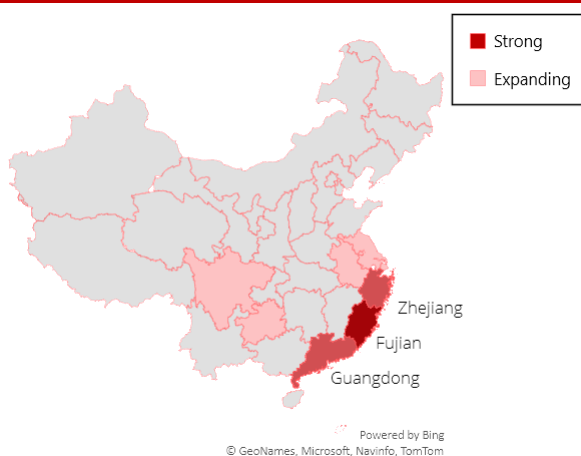 Strong
Expanding
Zhejiang
Fujian
Guangdong
Powered by Bing
© GeoNames, Microsoft, Navinfo, TomTom